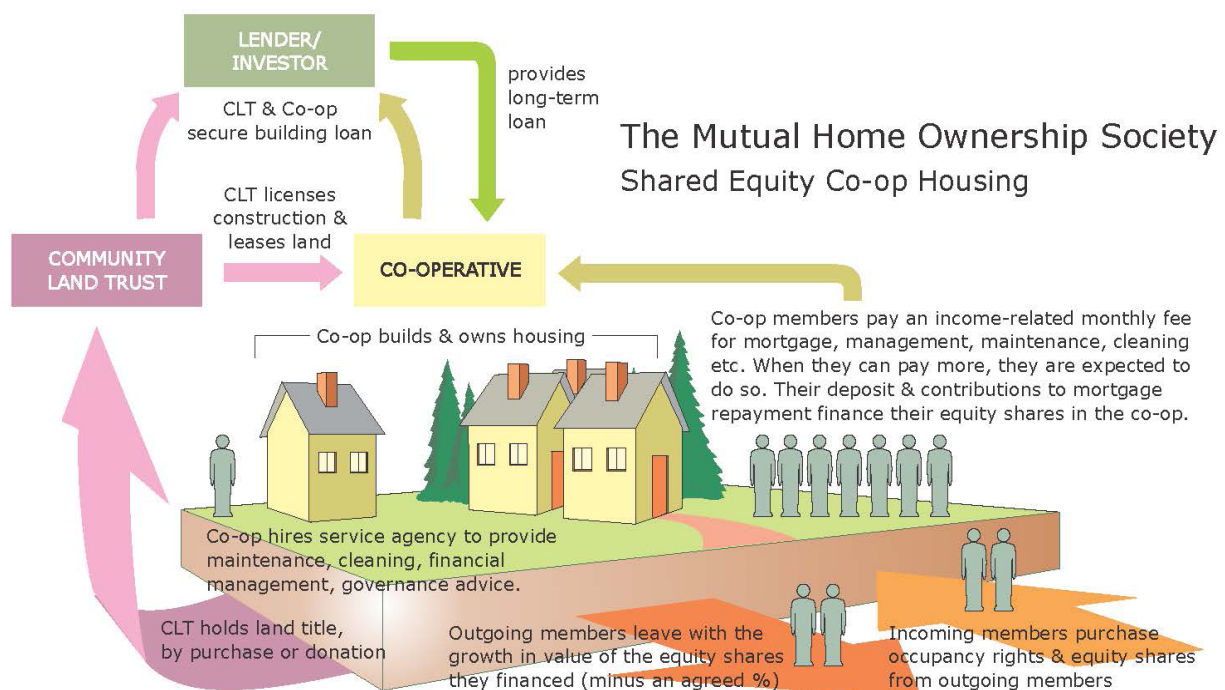 LENDER/
INVESTOR
provides
long-term
loan
CLT & Co-op
secure building loan
The Mutual Home Ownership Society
Shared Equity Co-op Housing
CLT licenses
construction &
leases land
COMMUNITY
LAND TRUST
CO-OPERATIVE
Co-op builds & owns housing
Co-op members pay an income-related monthly fee
for mortgage, management, maintenance, cleaning
etc. When they can pay more, they are expected to
do so. Their deposit & contributions to mortgage
repayment finance their equity shares in the co-op.
Co-op hires service agency to provide
maintenance, cleaning, financial
management, governance advice.
CLT holds land title,
by purchase or donation
Outgoing members leave with the
growth in value of the equity shares
they financed (minus an agreed %)
Incoming members purchase
occupancy rights & equity shares
from outgoing members